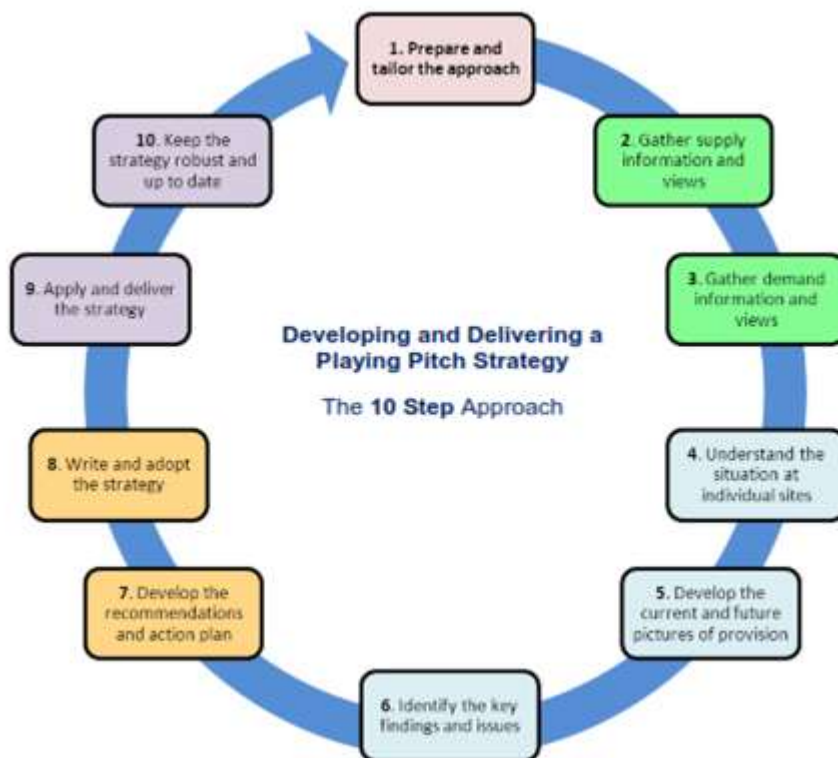 1. Prepare and
tailor the approach
2. Gather supply
information and
views
3. Gather demand
information and
views
4. Understand the
situation at
individual sites
5. Develop the
current and future
pictures of provision
6. Identify the key
findings and issues
7. Develop the
recommendations
and action plan
8. Write and adopt
the strategy
9. Apply and deliver
the strategy
10. Keep the
strategy robust and
up to date
Developing and Delivering a
Playing Pitch Strategy
The 10 Step Approach